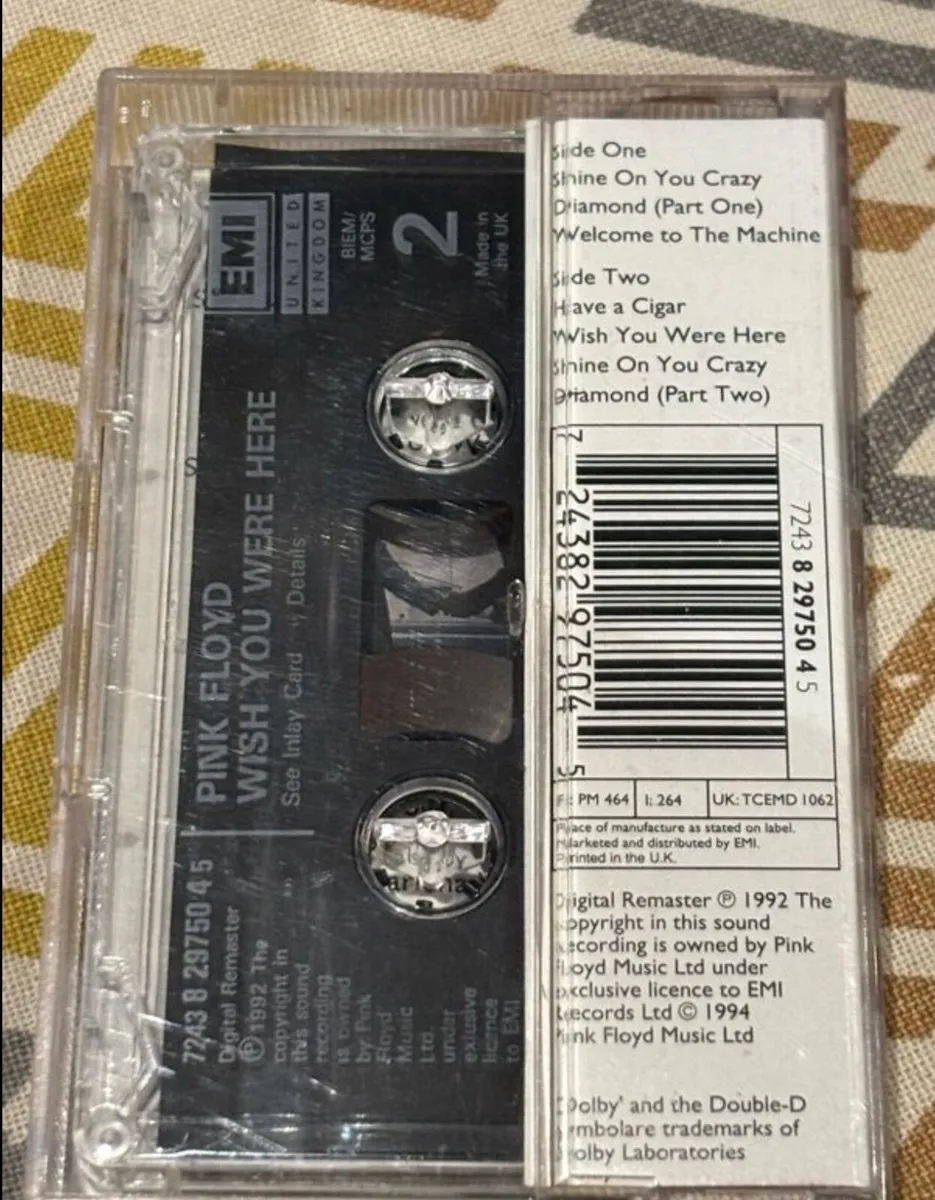 EMI
UNITED
KINGDOM
BIEM/
MCPS
2
Made in
the UK
PINK FLOYD
WISH YOU WERE HERE
See Inlay Card Details
7243 8 29750 4 5
Digital Remaster
℗ 1992 The
copyright in
this sound
recording
is owned
by Pink
Floyd
Music
Ltd
under
exlusive
licence
to EMI
Side One
Shine On You Crazy
Diamond (Part One)
Welcome to The Machine
Side Two
Have a Cigar
Wish You Were Here
Shine On You Crazy
Diamond (Part Two)
7 24382 97504 5
7243 8 29750 4 5
F: PM 464
I: 264
UK: TCEMD 1062
Place of manufacture as stated on label.
Marketed and distributed by EMI.
Printed in the U.K.
Digital Remaster ℗ 1992 The
copyright in this sound
recording is owned by Pink
Floyd Music Ltd under
exclusive licence to EMI
Records Ltd © 1994
Pink Floyd Music Ltd
'Dolby' and the Double-D
symbolare trademarks of
Dolby Laboratories